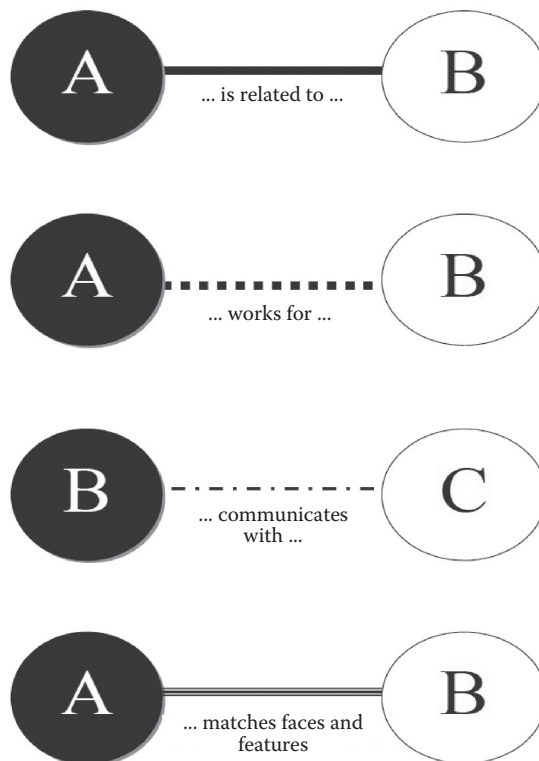 A B
... is related to ...
A B
... works for ...
B C
... communicates
with ...
A B
... matches faces and
features